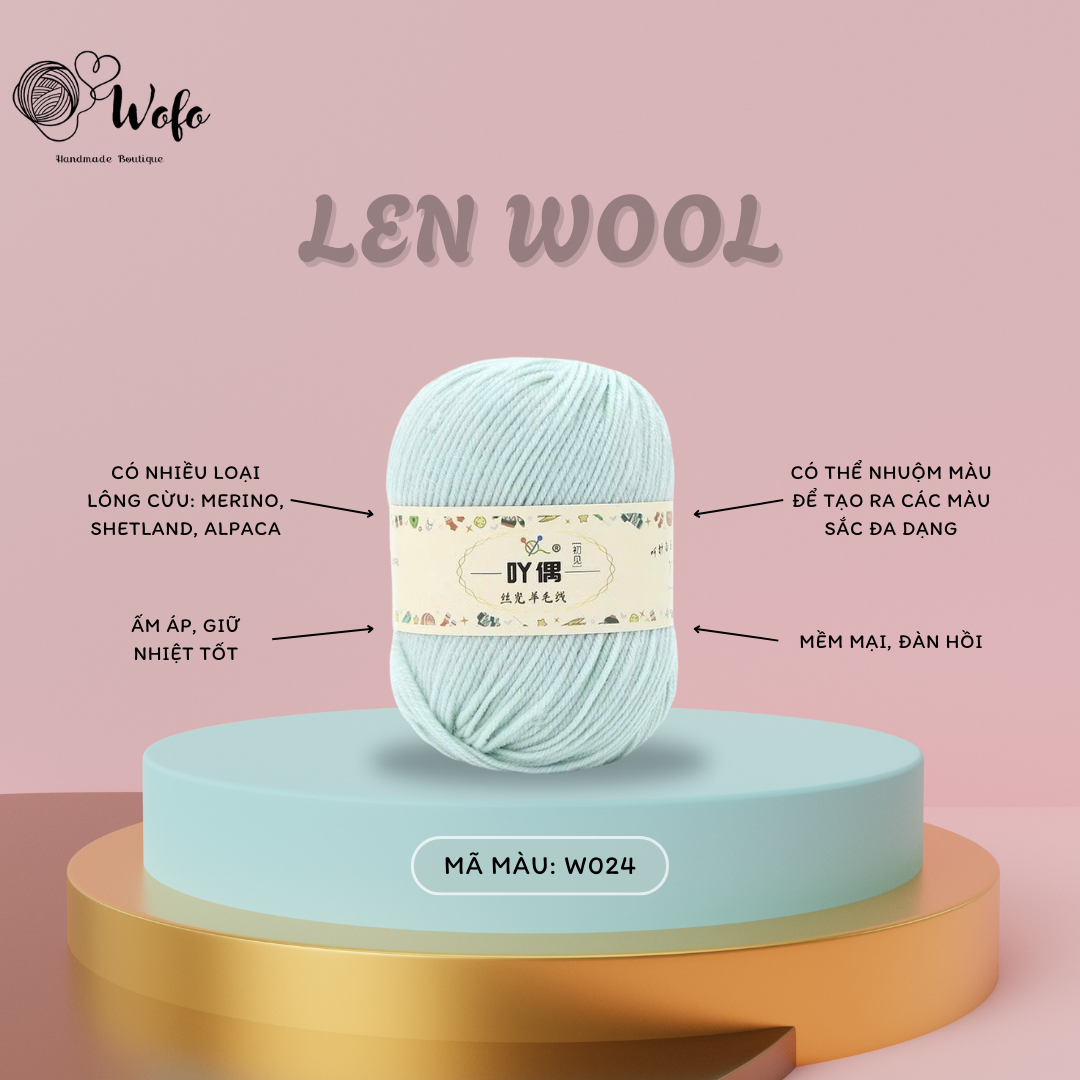 Wofo
Handmade Boutique
LEN WOOL
CÓ NHIỀU LOẠI
LÔNG CỪU: MERINO,
SHETLAND, ALPACA
CÓ THỂ NHUỘM MÀU
ĐỂ TẠO RA CÁC MÀU
SẮC ĐA DẠNG
®
初见
吖偶
丝光羊毛线
ẤM ÁP, GIỮ
NHIỆT TỐT
MỀM MẠI, ĐÀN HỒI
MÃ MÀU: W024